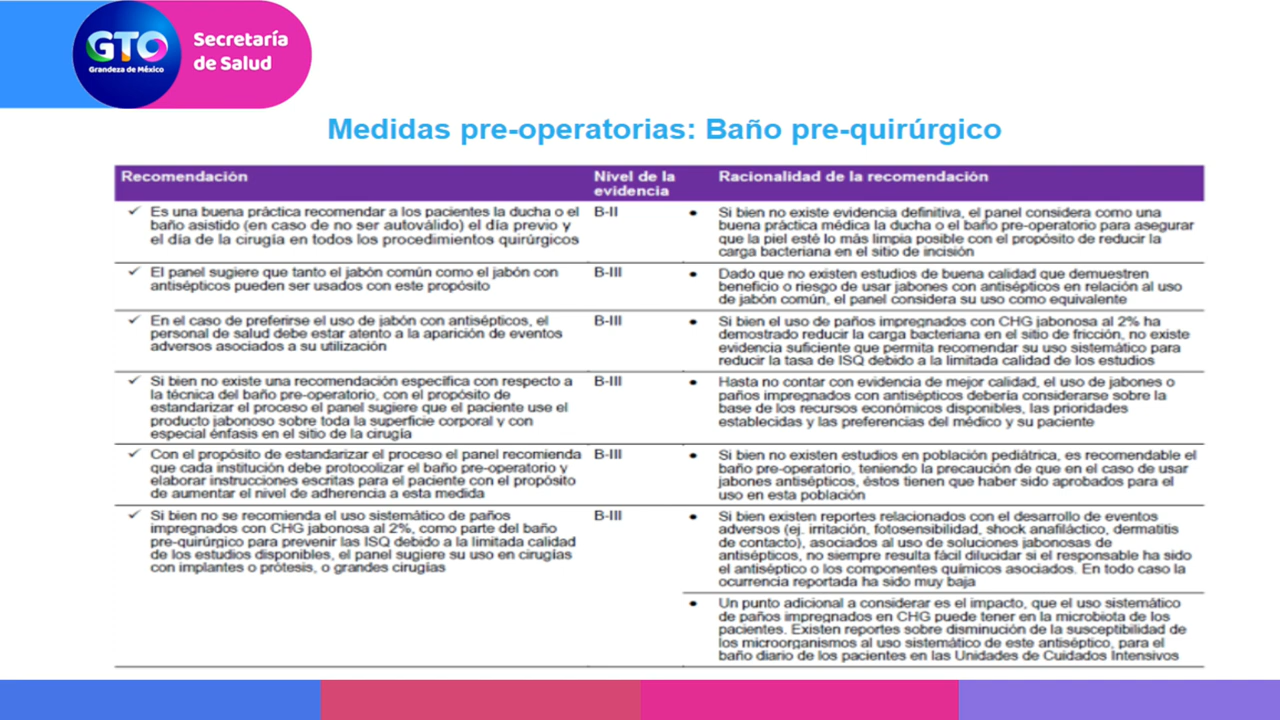 GTO
Grandeza de México
Secretaría
de Salud
Medidas pre-operatorias: Baño pre-quirúrgico
Recomendación
Nivel de la
evidencia
Racionalidad de la recomendación
✓ Es una buena práctica recomendar a los pacientes la ducha o el
baño asistido (en caso de no ser autoválido) el día previo y
el día de la cirugía en todos los procedimientos quirúrgicos
B-II
• Si bien no existe evidencia definitiva, el panel considera como una
buena práctica médica la ducha o el baño pre-operatorio para asegurar
que la piel esté lo más limpia posible con el propósito de reducir la
carga bacteriana en el sitio de incisión
✓ El panel sugiere que tanto el jabón común como el jabón con
antisépticos pueden ser usados con este propósito
B-III
• Dado que no existen estudios de buena calidad que demuestren
beneficio o riesgo de usar jabones con antisépticos en relación al uso
de jabón común, el panel considera su uso como equivalente
✓ En el caso de preferirse el uso de jabón con antisépticos, el
personal de salud debe estar atento a la aparición de eventos
adversos asociados a su utilización
B-III
• Si bien el uso de paños impregnados con CHG jabonosa al 2% ha
demostrado reducir la carga bacteriana en el sitio de fricción, no existe
evidencia suficiente que permita recomendar su uso sistemático para
reducir la tasa de ISQ debido a la limitada calidad de los estudios
✓ Si bien no existe una recomendación específica con respecto a
la técnica del baño pre-operatorio, con el propósito de
estandarizar el proceso el panel sugiere que el paciente use el
producto jabonoso sobre toda la superficie corporal y con
especial énfasis en el sitio de la cirugía
B-III
• Hasta no contar con evidencia de mejor calidad, el uso de jabones o
paños impregnados con antisépticos debería considerarse sobre la
base de los recursos económicos disponibles, las prioridades
establecidas y las preferencias del médico y su paciente
✓ Con el propósito de estandarizar el proceso el panel recomienda
que cada institución debe protocolizar el baño pre-operatorio y
elaborar instrucciones escritas para el paciente con el propósito
de aumentar el nivel de adherencia a esta medida
B-III
• Si bien no existen estudios en población pediátrica, es recomendable el
baño pre-operatorio, teniendo la precaución de que en el caso de usar
jabones antisépticos, éstos tienen que haber sido aprobados para el
uso en esta población
✓ Si bien no se recomienda el uso sistemático de paños
impregnados con CHG jabonosa al 2%, como parte del baño
pre-quirúrgico para prevenir las ISQ debido a la limitada calidad
de los estudios disponibles, el panel sugiere su uso en cirugías
con implantes o prótesis, o grandes cirugías
B-III
• Si bien existen reportes relacionados con el desarrollo de eventos
adversos (ej. irritación, fotosensibilidad, shock anafiláctico, dermatitis
de contacto), asociados al uso de soluciones jabonosas de
antisépticos, no siempre resulta fácil dilucidar si el responsable ha sido
el antiséptico o los componentes químicos asociados. En todo caso la
ocurrencia reportada ha sido muy baja
• Un punto adicional a considerar es el impacto, que el uso sistemático
de paños impregnados en CHG puede tener en la microbiota de los
pacientes. Existen reportes sobre disminución de la susceptibilidad de
los microorganismos al uso sistemático de este antiséptico, para el
baño diario de los pacientes en las Unidades de Cuidados Intensivos